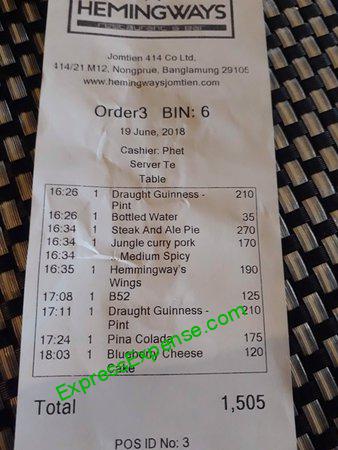 HEMINGWAYS
restaurant & bar
Jomtien 414 Co Ltd,
414/21 M12, Nongprue, Banglamung 29105
www.hemingwaysjomtien.com
Order3 BIN: 6
19 June, 2018
Cashier: Phet
Server Te
Table
16:26 1 Draught Guinness - 210
Pint
16:26 1 Bottled Water 35
16:34 1 Steak And Ale Pie 270
16:34 1 Jungle curry pork 170
16:34 Medium Spicy
16:35 1 Hemmingway's 190
Wings
17:08 1 B52 125
17:11 1 Draught Guinness - 210
Pint
17:24 1 Pina Colada 175
18:03 1 Blueberry Cheese 120
cake
ExpressExpense.com
Total 1,505
POS ID No: 3